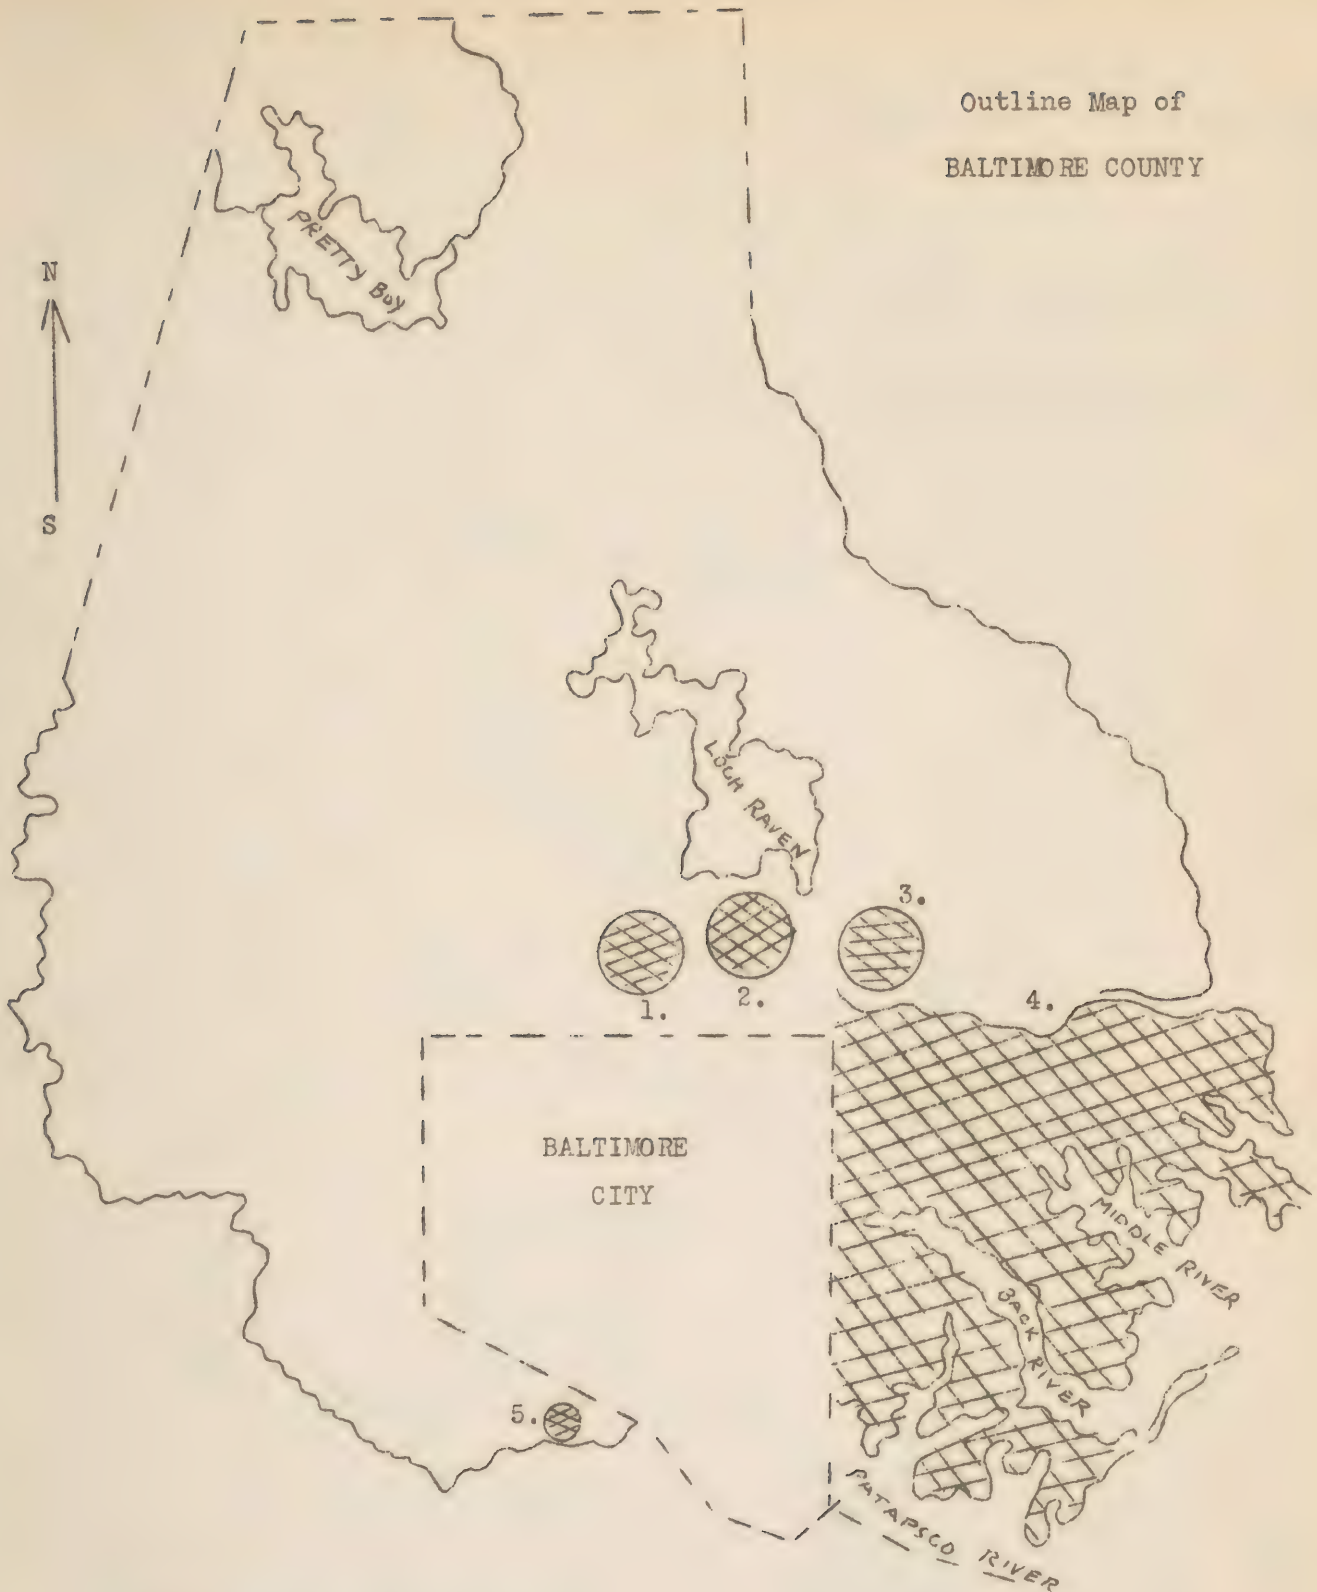 Outline Map of
BALTIMORE COUNTY
N
S
PRETTY BOY
LOCH RAVEN
1.
2.
3.
4.
BALTIMORE
CITY
MIDDLE RIVER
BACK RIVER
5.
PATAPSCO RIVER